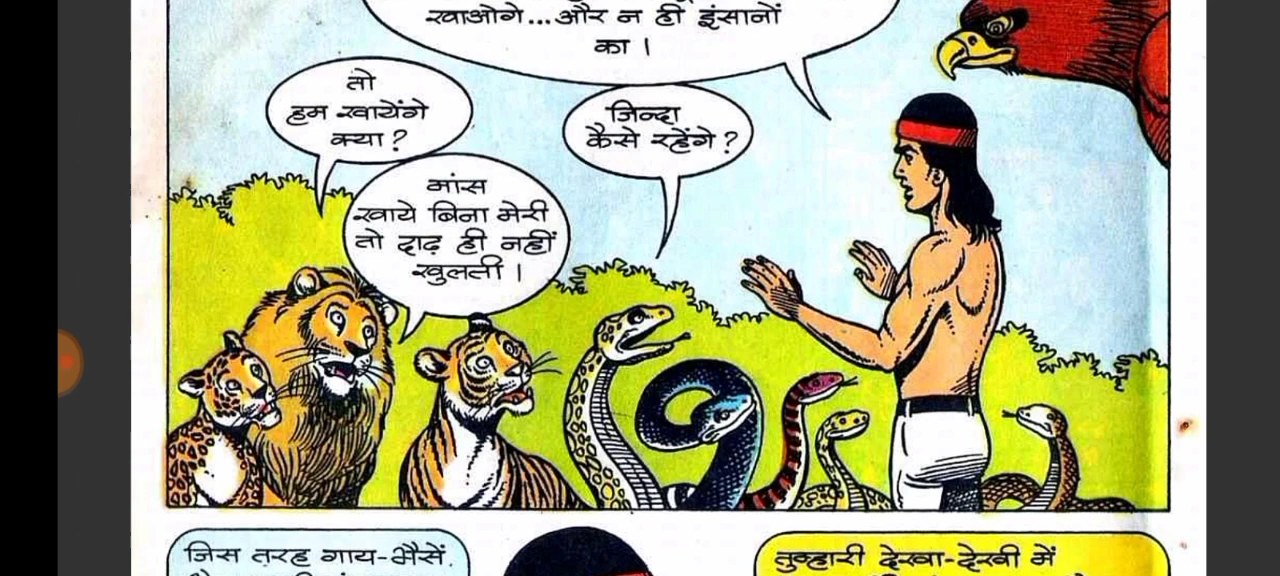 खाओगे...और न ही इंसानों
का।
तो
हम खायेंगे
क्या?
मांस
खाये बिना मेरी
तो दाढ़ ही नहीं
खुलती।
जिन्दा
कैसे रहेंगे?
जिस तरह गाय-भैंसें,
तुम्हारी देखा-देखी में